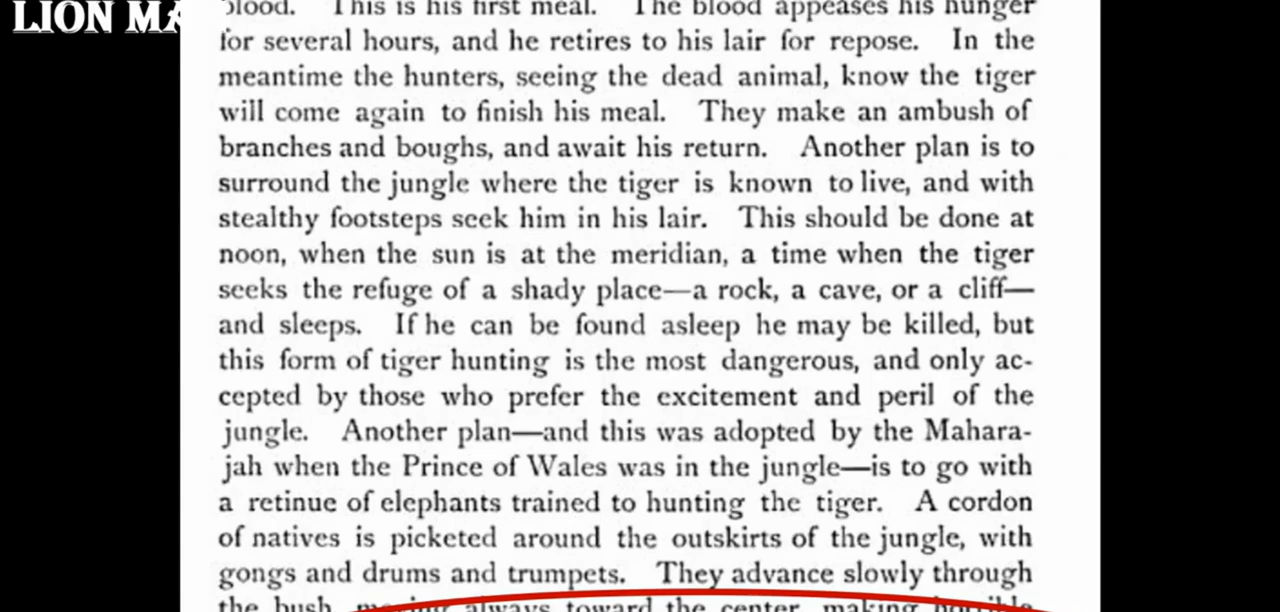 LION MA
blood. This is his first meal. The blood appeases his hunger
for several hours, and he retires to his lair for repose. In the
meantime the hunters, seeing the dead animal, know the tiger
will come again to finish his meal. They make an ambush of
branches and boughs, and await his return. Another plan is to
surround the jungle where the tiger is known to live, and with
stealthy footsteps seek him in his lair. This should be done at
noon, when the sun is at the meridian, a time when the tiger
seeks the refuge of a shady place—a rock, a cave, or a cliff—
and sleeps. If he can be found asleep he may be killed, but
this form of tiger hunting is the most dangerous, and only ac-
cepted by those who prefer the excitement and peril of the
jungle. Another plan—and this was adopted by the Mahara-
jah when the Prince of Wales was in the jungle—is to go with
a retinue of elephants trained to hunting the tiger. A cordon
of natives is picketed around the outskirts of the jungle, with
gongs and drums and trumpets. They advance slowly through
the bush always toward the center, making